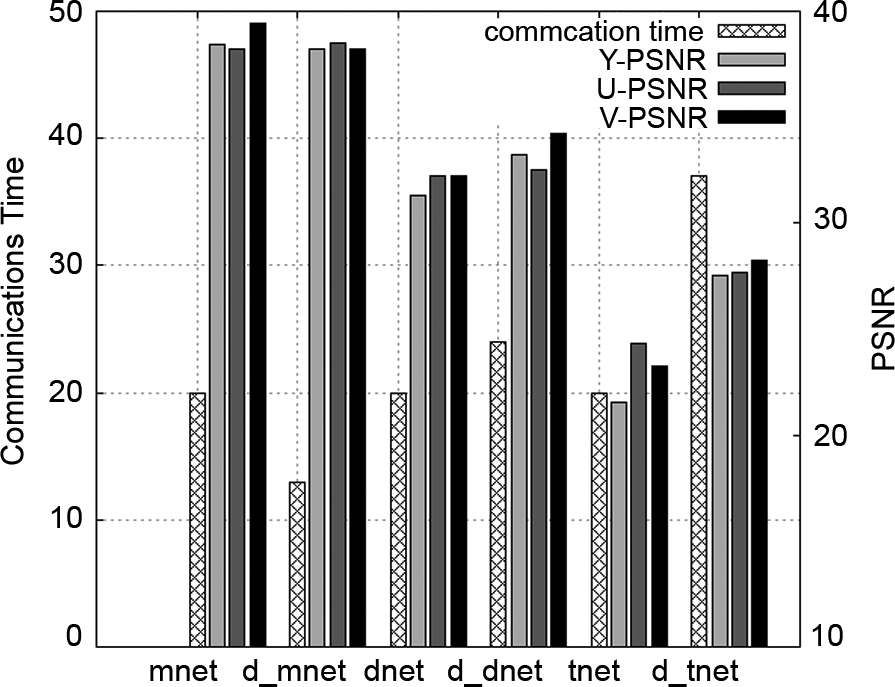 50
40
30
20
10
0
Communications Time
commcation time
Y-PSNR
U-PSNR
V-PSNR
40
30
20
10
PSNR
mnet d_mnet dnet d_dnet tnet d_tnet